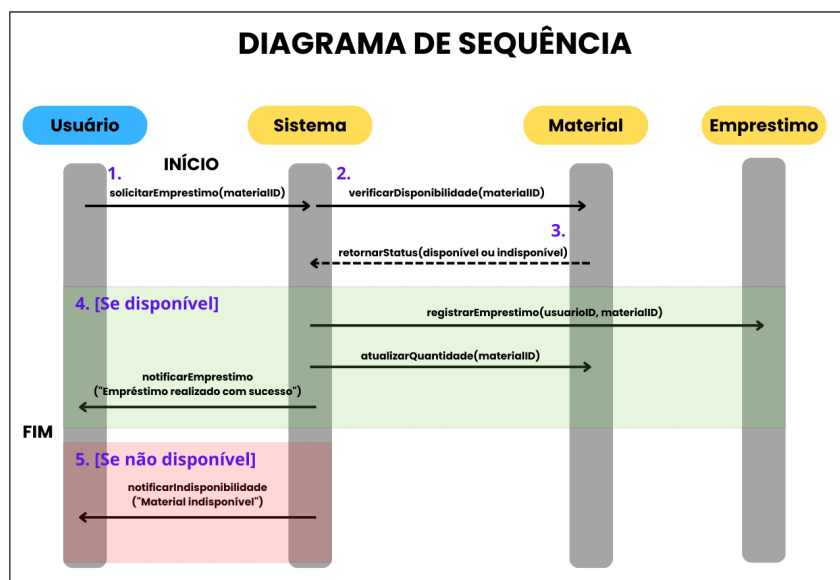 DIAGRAMA DE SEQUÊNCIA
Usuário
Sistema
Material
Emprestimo
INÍCIO
1.
solicitarEmprestimo(materialID)
2.
verificarDisponibilidade(materialID)
3.
retornarStatus(disponível ou indisponível)
4. [Se disponível]
registrarEmprestimo(usuarioID, materialID)
atualizarQuantidade(materialID)
notificarEmprestimo
("Empréstimo realizado com sucesso")
FIM
5. [Se não disponível]
notificarIndisponibilidade
("Material indisponível")